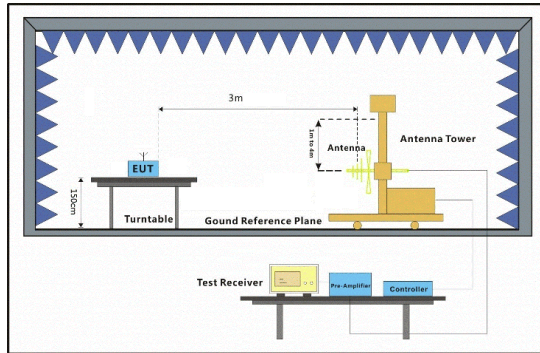 3m
1m to 4m
Antenna
Antenna Tower
EUT
150cm
Turntable
Gound Reference Plane
Test Receiver
Pre-Amplifier
Controller